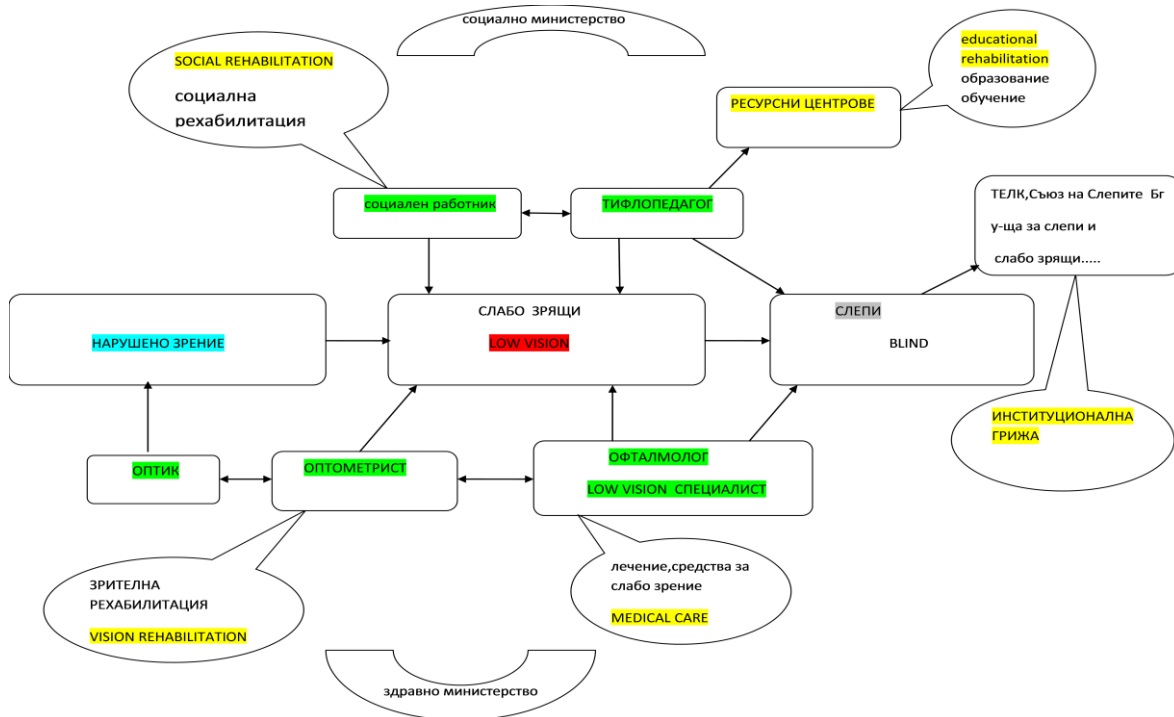 социално министерство
SOCIAL REHABILITATION
социална
рехабилитация
educational
rehabilitation
образование
обучение
РЕСУРСНИ ЦЕНТРОВЕ
социален работник
ТИФЛОПЕДАГОГ
ТЕЛК,Съюз на Слепите Бг
у-ща за слепи и
слабо зрящи.....
НАРУШЕНО ЗРЕНИЕ
СЛАБО ЗРЯЩИ
LOW VISION
СЛЕПИ
BLIND
ИНСТИТУЦИОНАЛНА
ГРИЖА
ОПТИК
ОПТОМЕТРИСТ
ОФТАЛМОЛОГ
LOW VISION СПЕЦИАЛИСТ
ЗРИТЕЛНА
РЕХАБИЛИТАЦИЯ
VISION REHABILITATION
лечение,средства за
слабо зрение
MEDICAL CARE
здравно министерство